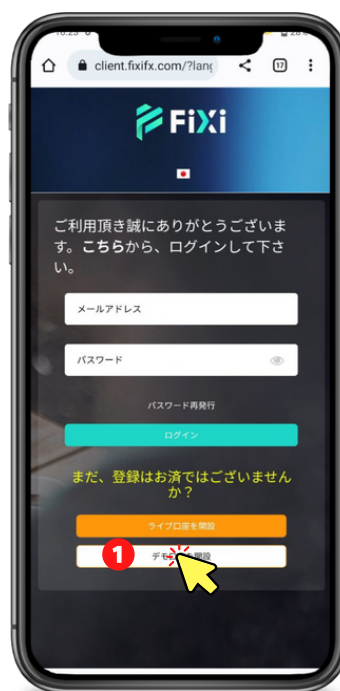 16:23
28%
client.fixifx.com/?lang
17
FiXi
ご利用頂き誠にありがとうございま
す。こちらから、ログインして下さ
い。
メールアドレス
パスワード
パスワード再発行
ログイン
まだ、登録はお済ではございません
か？
ライブ口座を開設
1
デモ 開設